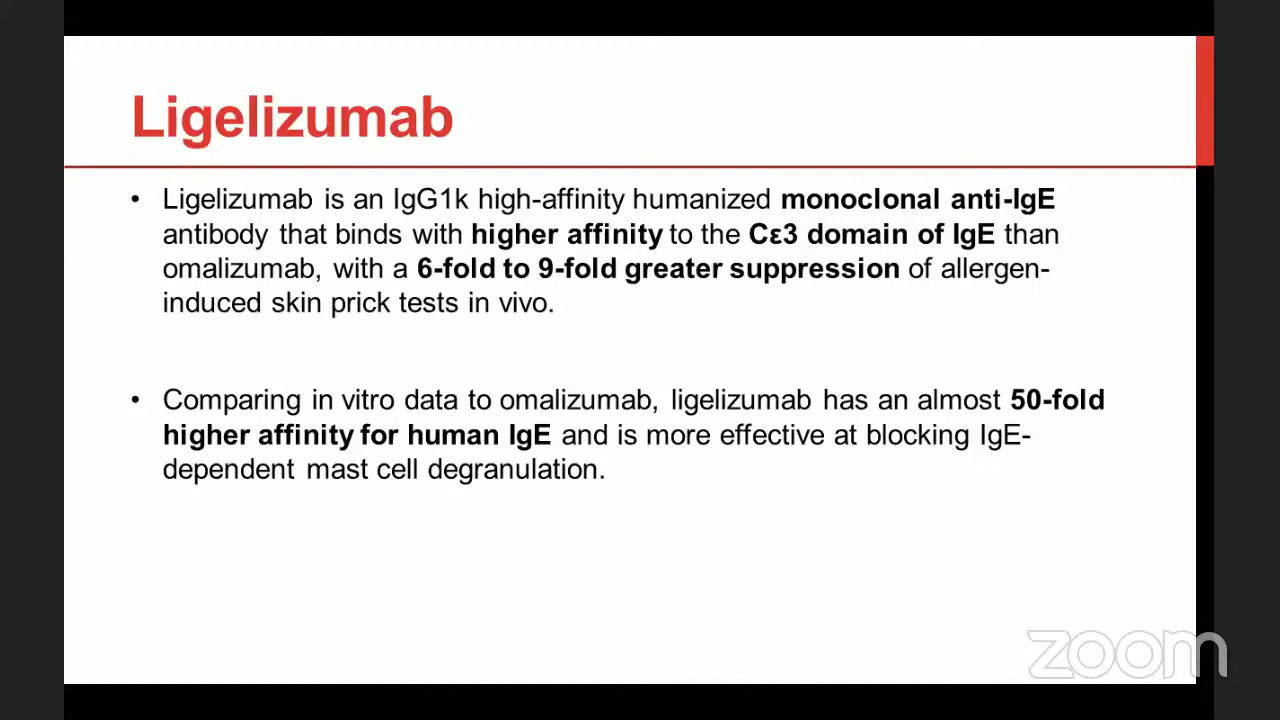 Ligelizumab
• Ligelizumab is an IgG1k high-affinity humanized monoclonal anti-IgE
antibody that binds with higher affinity to the Cε3 domain of IgE than
omalizumab, with a 6-fold to 9-fold greater suppression of allergen-
induced skin prick tests in vivo.
• Comparing in vitro data to omalizumab, ligelizumab has an almost 50-fold
higher affinity for human IgE and is more effective at blocking IgE-
dependent mast cell degranulation.
zoom